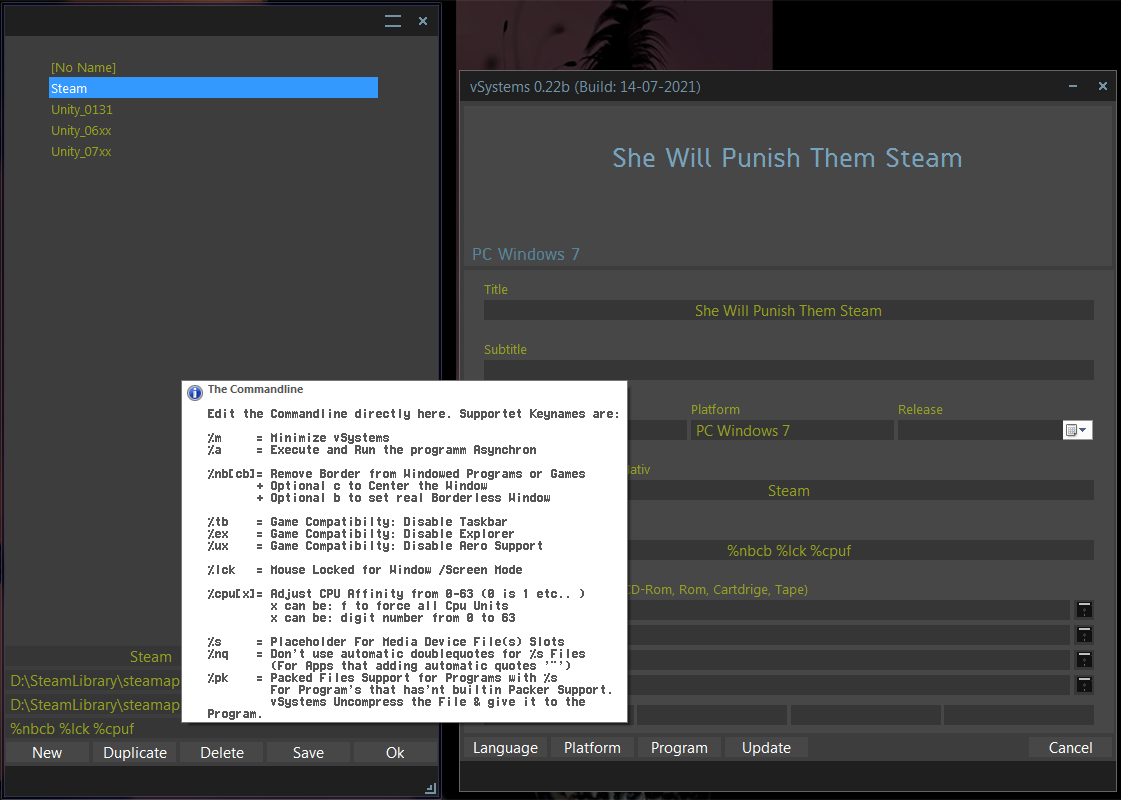 [No Name]
Steam
Unity_0131
Unity_06xx
Unity_07xx
Steam
D:\SteamLibrary\steamap
D:\SteamLibrary\steamap
%nbcb %lck %cpuf
New
Duplicate
Delete
Save
Ok
The Commandline
Edit the Commandline directly here. Supportet Keynames are:
%m = Minimize vSystems
%a = Execute and Run the programm Asynchron
%nb[cb]= Remove Border from Windowed Programs or Games
+ Optional c to Center the Window
+ Optional b to set real Borderless Window
%tb = Game Compatibilty: Disable Taskbar
%ex = Game Compatibilty: Disable Explorer
%ux = Game Compatibilty: Disable Aero Support
%lck = Mouse Locked for Window /Screen Mode
%cpu[x]= Adjust CPU Affinity from 0-63 (0 is 1 etc.. )
x can be: f to force all Cpu Units
x can be: digit number from 0 to 63
%s = Placeholder For Media Device File(s) Slots
%nq = Don't use automatic doublequotes for %s Files
(For Apps that adding automatic quotes '"')
%pk = Packed Files Support for Programs with %s
For Program's that has'nt builtin Packer Support.
vSystems Uncompress the File & give it to the
Program.
vSystems 0.22b (Build: 14-07-2021)
She Will Punish Them Steam
PC Windows 7
Title
She Will Punish Them Steam
Subtitle
Platform
Release
PC Windows 7
lativ
Steam
%nbcb %lck %cpuf
CD-Rom, Rom, Cartdrige, Tape)
Language
Platform
Program
Update
Cancel